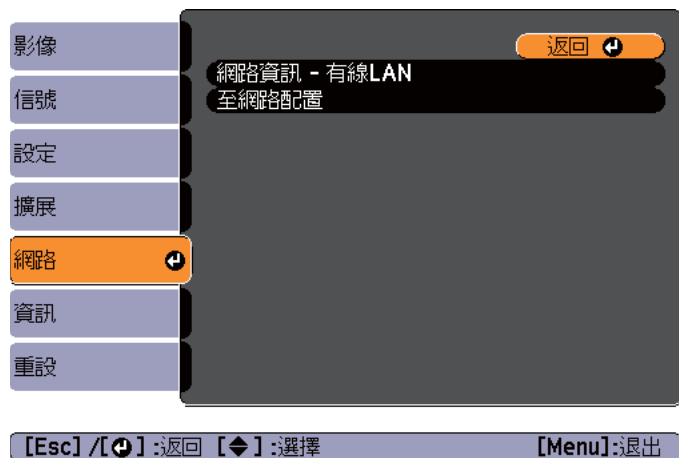 影像
信號
設定
擴展
網路
資訊
重設
返回
網路資訊 - 有線LAN
至網路配置
[Esc] /[] :返回 [] :選擇 [Menu]:退出